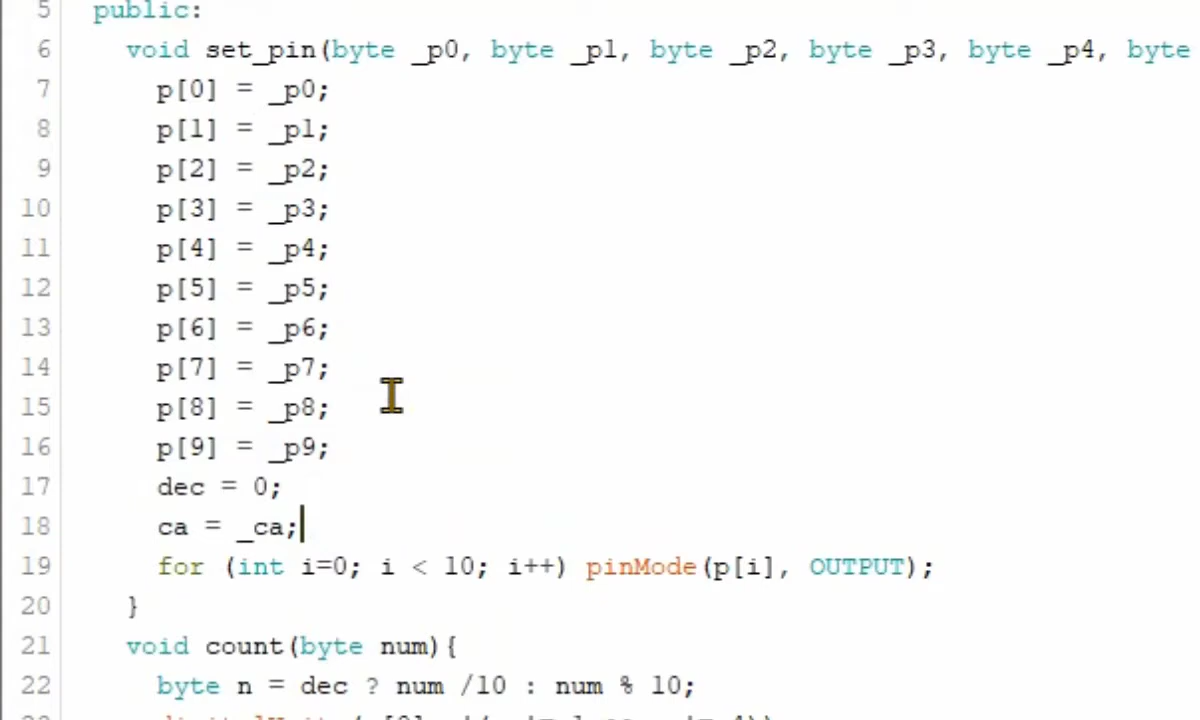 5 public:
6 void set_pin(byte _p0, byte _p1, byte _p2, byte _p3, byte _p4, byte
7 p[0] = _p0;
8 p[1] = _p1;
9 p[2] = _p2;
10 p[3] = _p3;
11 p[4] = _p4;
12 p[5] = _p5;
13 p[6] = _p6;
14 p[7] = _p7;
15 p[8] = _p8;
16 p[9] = _p9;
17 dec = 0;
18 ca = _ca;
19 for (int i=0; i < 10; i++) pinMode(p[i], OUTPUT);
20 }
21 void count(byte num){
22 byte n = dec ? num /10 : num % 10;